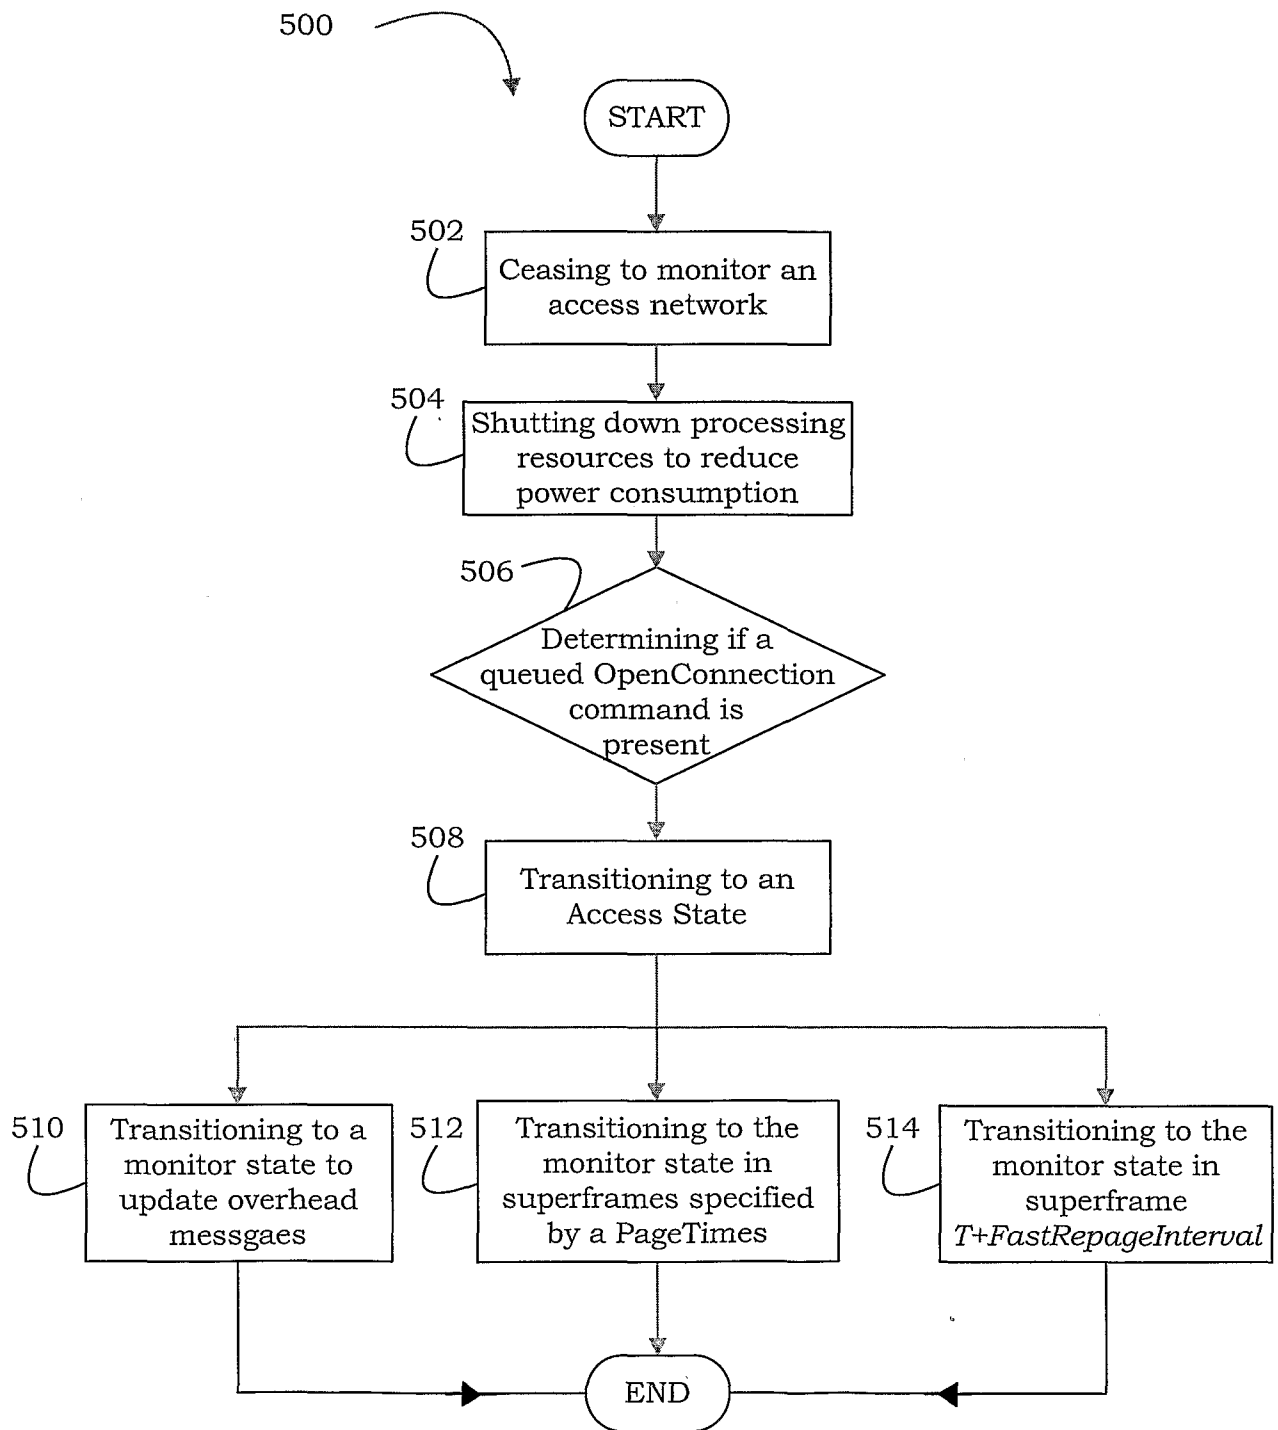 500
START
502
Ceasing to monitor an
access network
504
Shutting down processing
resources to reduce
power consumption
506
Determining if a
queued OpenConnection
command is
present
508
Transitioning to an
Access State
510
Transitioning to a
monitor state to
update overhead
messgaes
512
Transitioning to the
monitor state in
superframes specified
by a PageTimes
514
Transitioning to the
monitor state in
superframe
T+FastRepageInterval
END